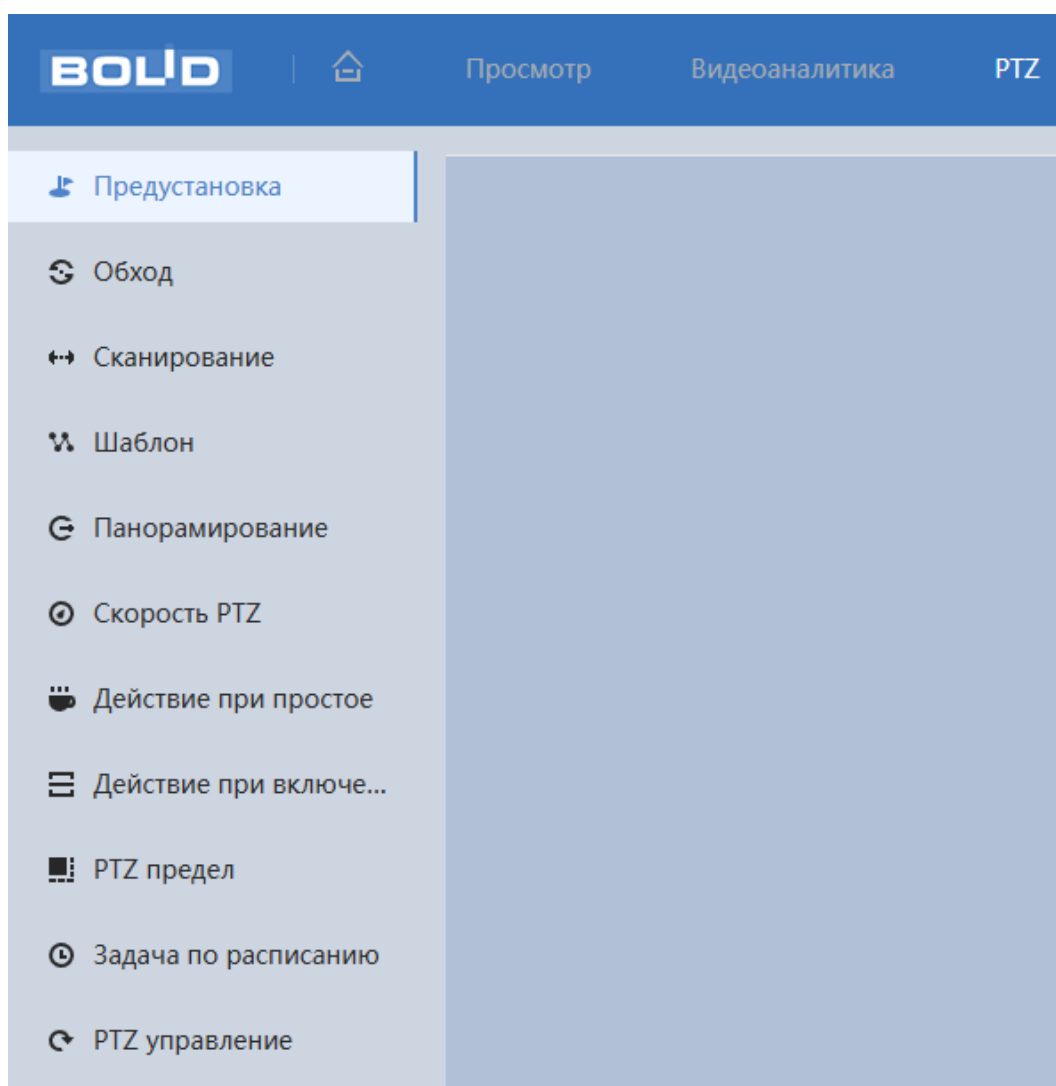 BOLID
Просмотр Видеоаналитика PTZ
Предустановка
Обход
Сканирование
Шаблон
Панорамирование
Скорость PTZ
Действие при простое
Действие при включе...
PTZ предел
Задача по расписанию
PTZ управление